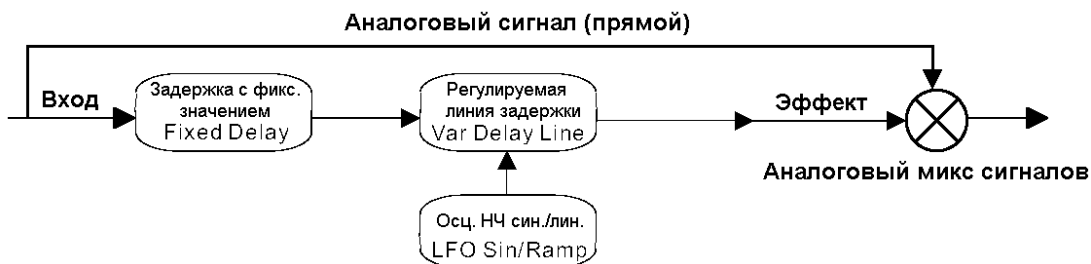 Аналоговый сигнал (прямой)
Вход
Задержка с фикс.
значением
Fixed Delay
Регулируемая
линия задержки
Var Delay Line
Эффект
Аналоговый микс сигналов
Осц. НЧ син./лин.
LFO Sin/Ramp